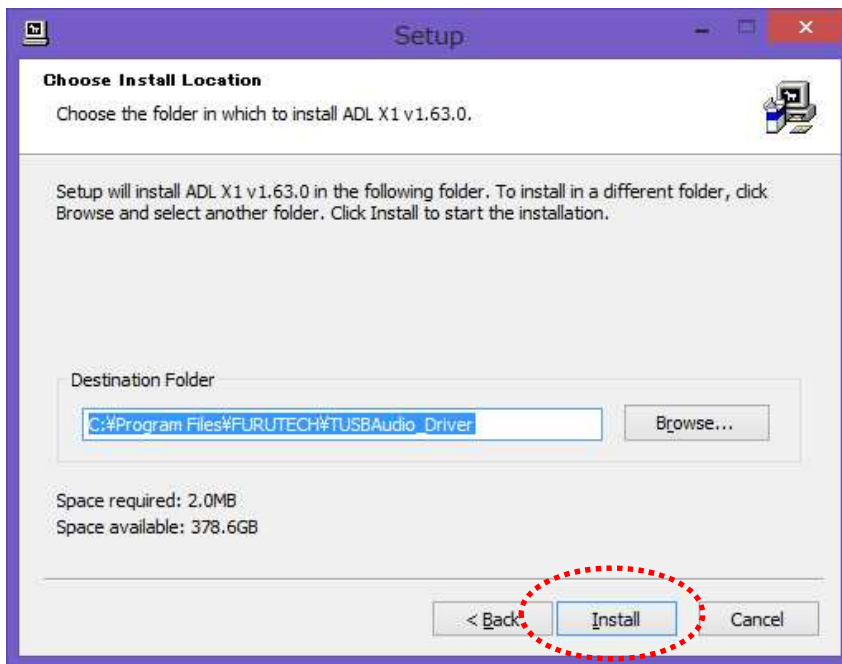 Setup
Choose Install Location
Choose the folder in which to install ADL X1 v1.63.0.
Setup will install ADL X1 v1.63.0 in the following folder. To install in a different folder, click
Browse and select another folder. Click Install to start the installation.
Destination Folder
C:¥Program Files¥FURUTECH¥TUSBAudio_Driver
Browse...
Space required: 2.0MB
Space available: 378.6GB
< Back
Install
Cancel